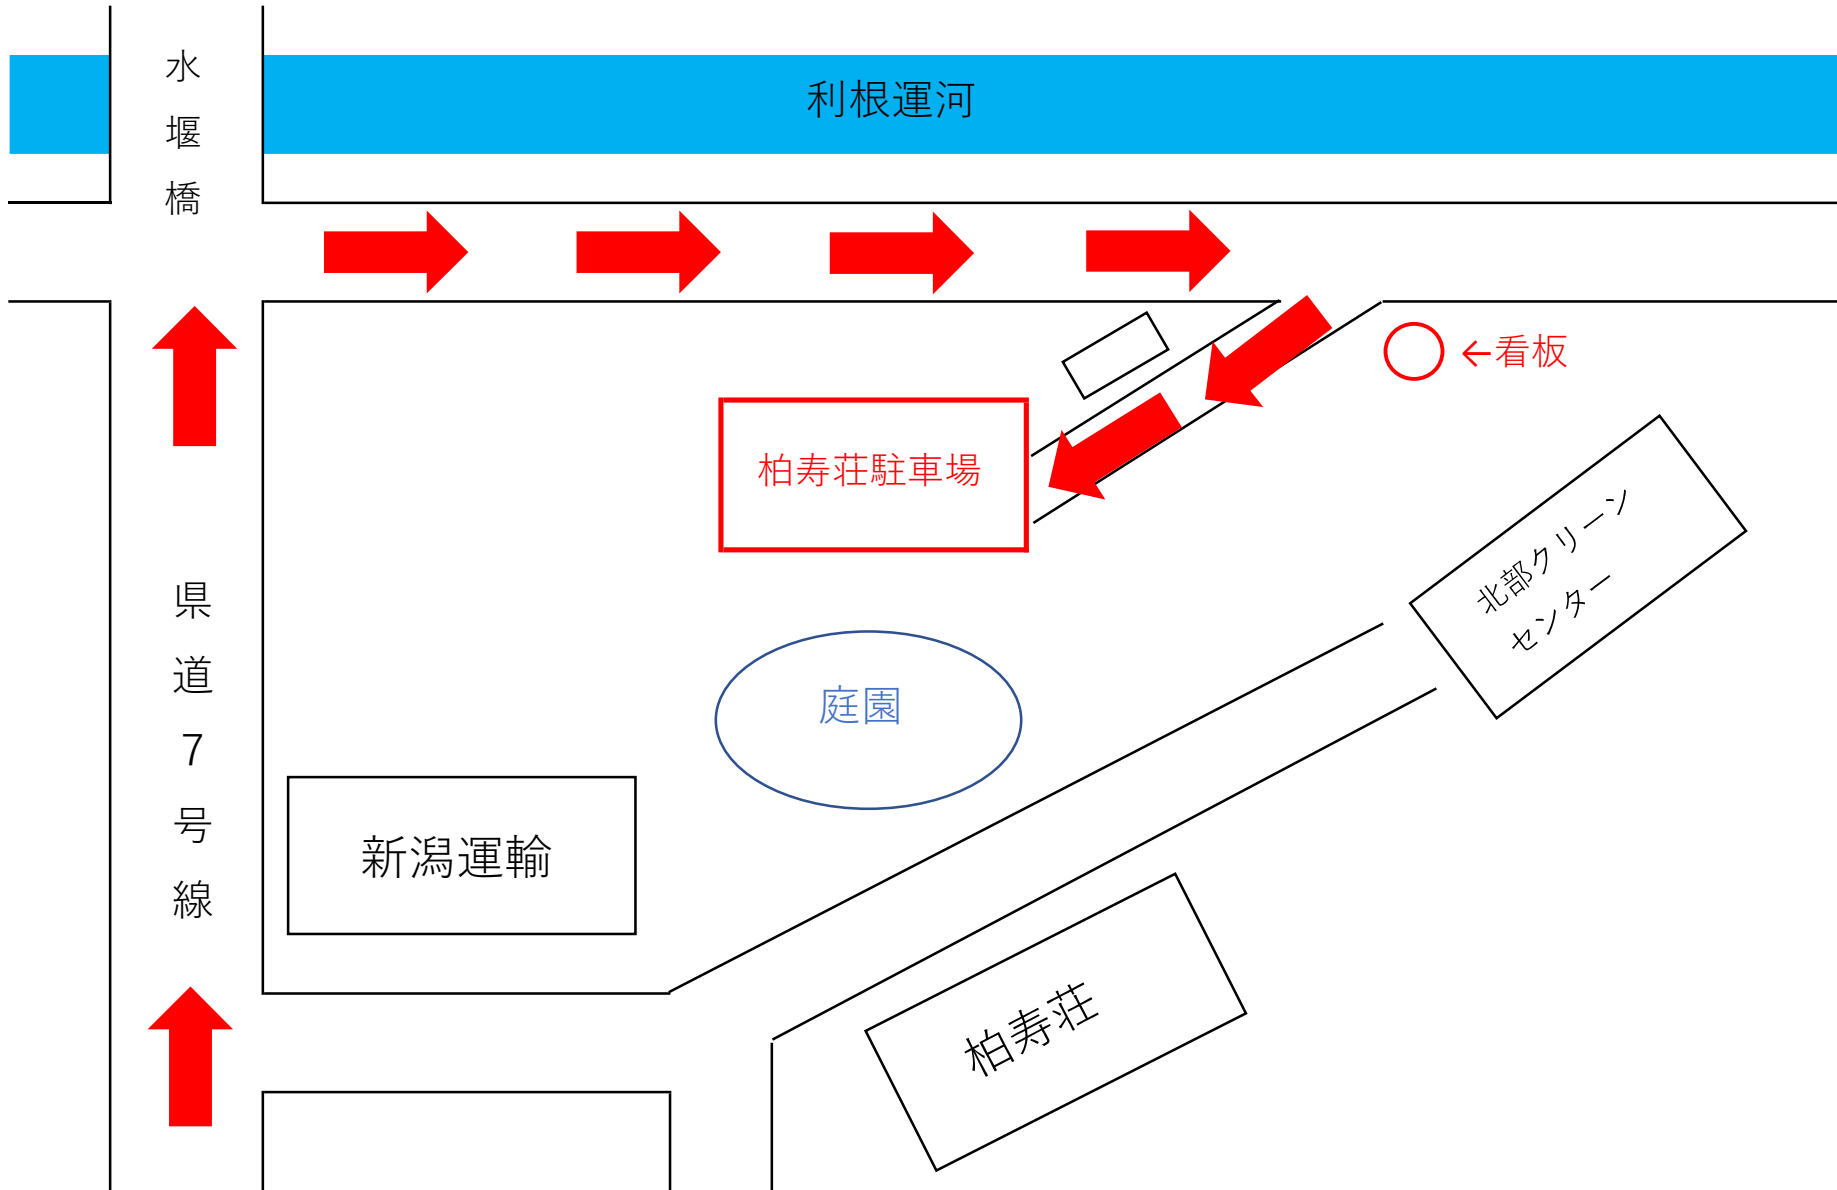 水堰橋
利根運河
←看板
柏寿荘駐車場
北部クリーン
センター
県道7号線
庭園
新潟運輸
柏寿荘